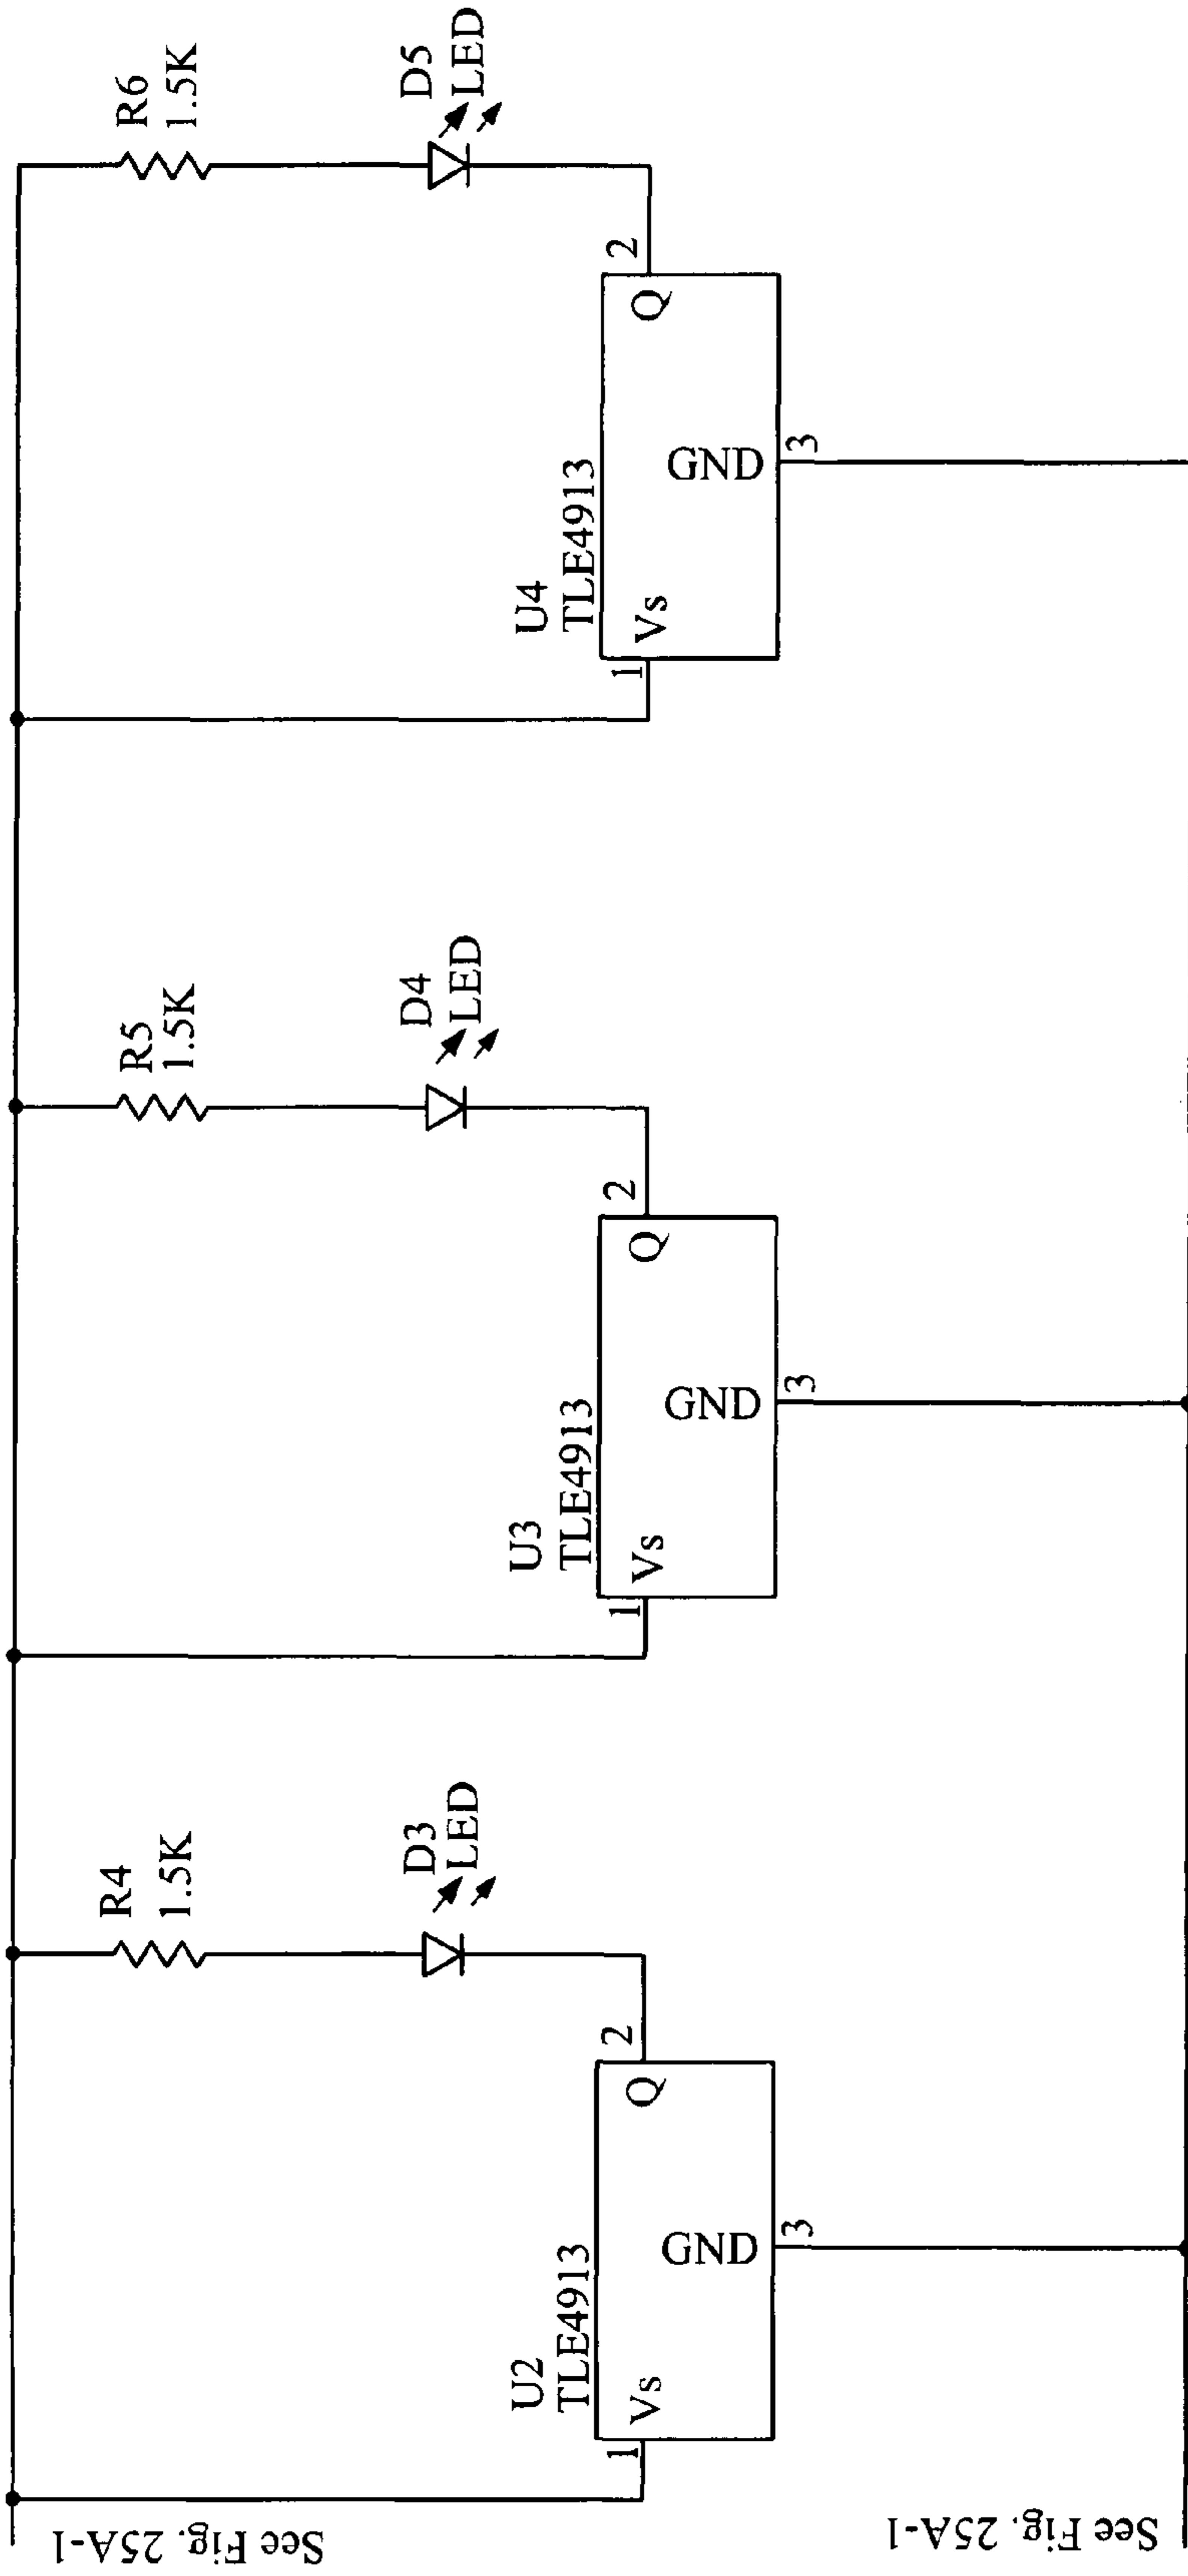 R4
1.5K
D3
LED
U2
TLE4913
1
Vs
Q
2
GND
3
R5
1.5K
D4
LED
U3
TLE4913
1
Vs
Q
2
GND
3
R6
1.5K
D5
LED
U4
TLE4913
1
Vs
Q
2
GND
3
See Fig. 25A-1
See Fig. 25A-1